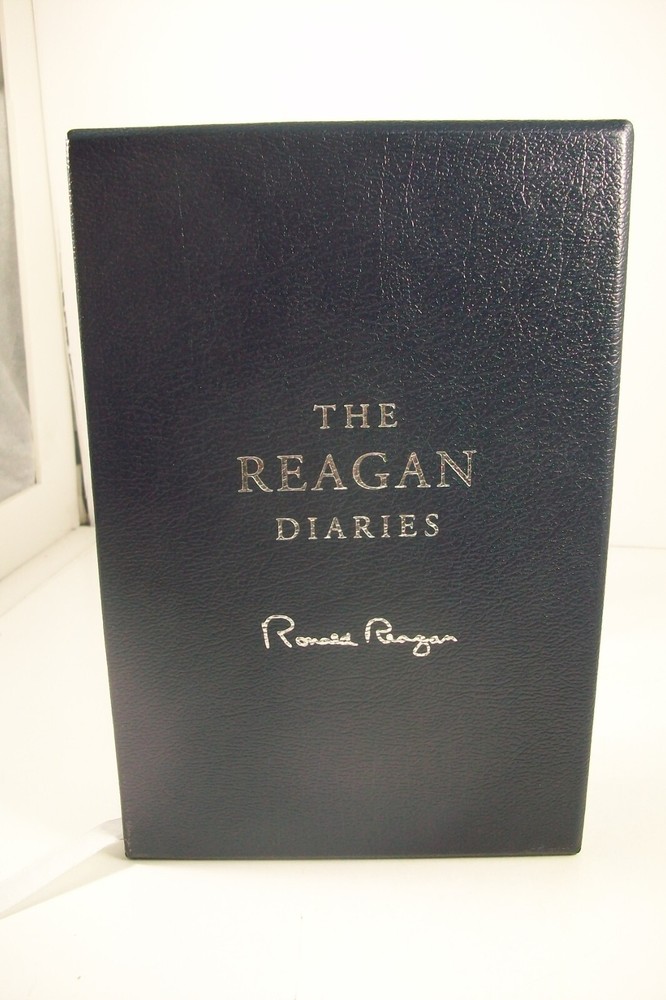 THE
REAGAN
DIARIES
Ronald Reagan